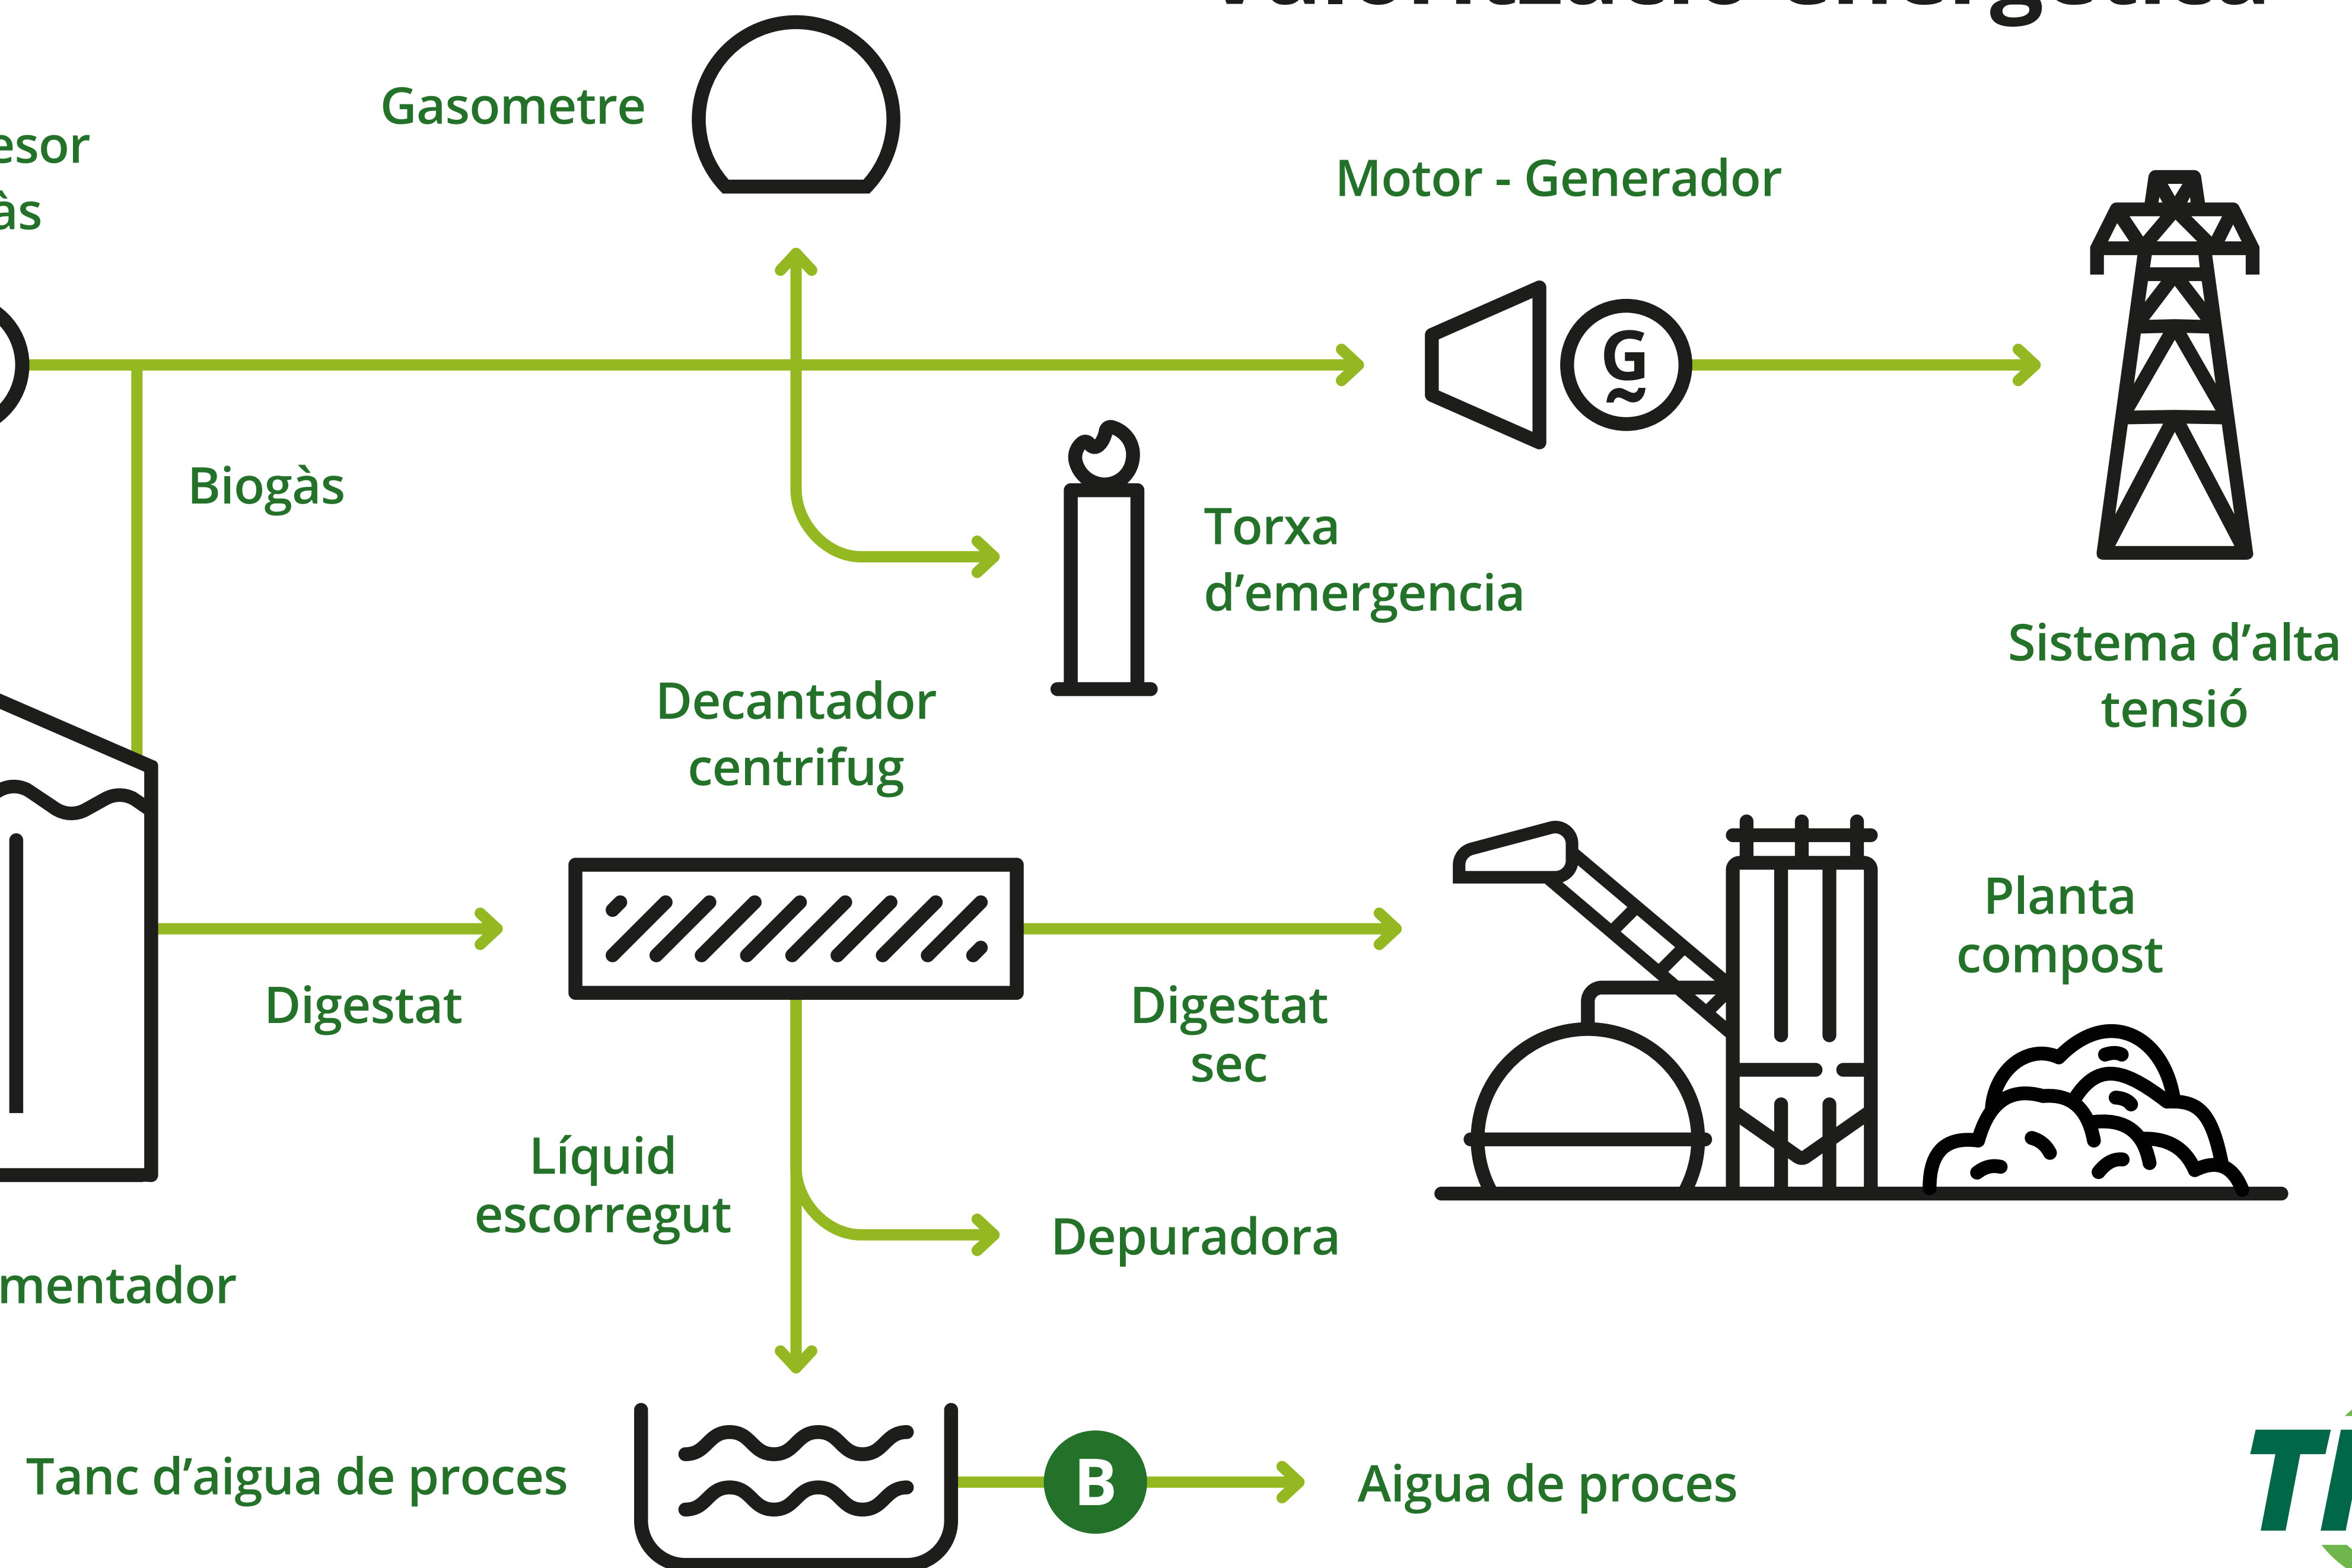 Gasometre
Motor - Generador
G
~
Biogàs
Torxa
d’emergencia
Sistema d’alta
tensió
Decantador
centrifug
Planta
compost
Digestat
Digestat
sec
Líquid
escorregut
Depuradora
Tanc d’aigua de proces
B
Aigua de proces